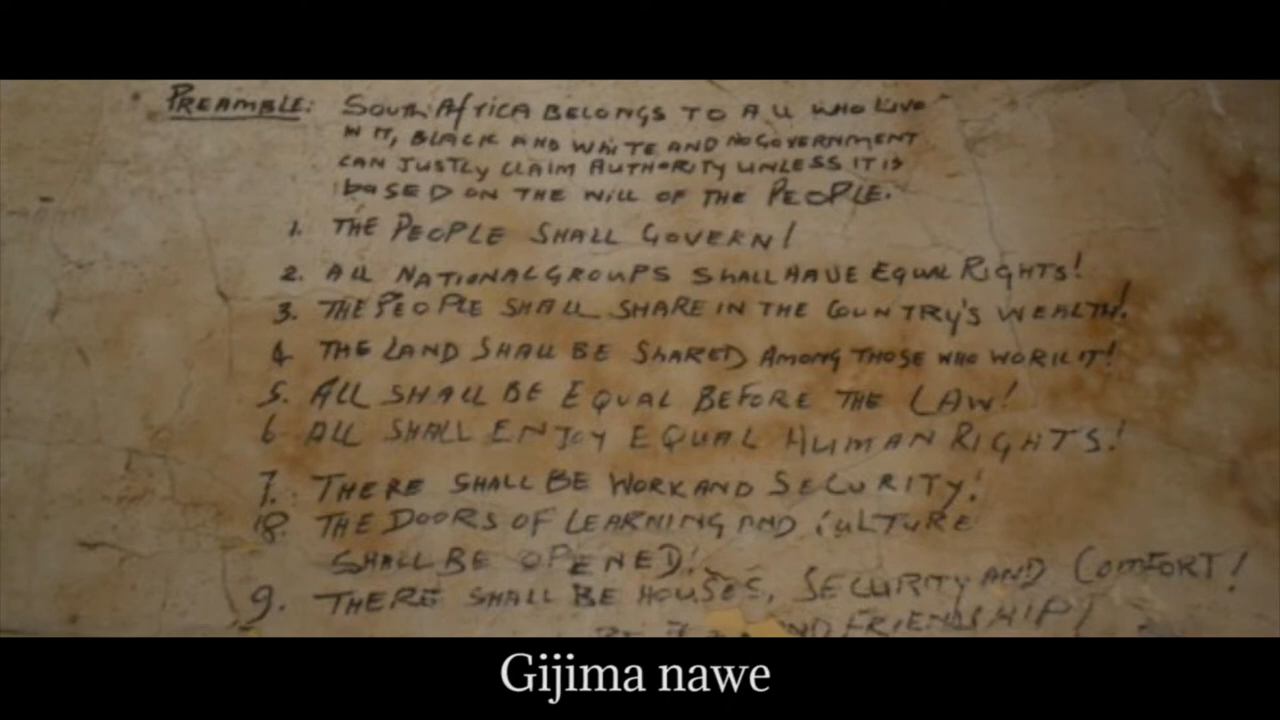 PREAMBLE: SOUTH AFRICA BELONGS TO ALL WHO LIVE
IN IT, BLACK AND WHITE AND NO GOVERNMENT
CAN JUSTLY CLAIM AUTHORITY UNLESS IT IS
BASED ON THE WILL OF THE PEOPLE.
1. THE PEOPLE SHALL GOVERN!
2. ALL NATIONAL GROUPS SHALL HAVE EQUAL RIGHTS!
3. THE PEOPLE SHALL SHARE IN THE COUNTRY'S WEALTH!
4 THE LAND SHALL BE SHARED AMONG THOSE WHO WORK IT!
5. ALL SHALL BE EQUAL BEFORE THE LAW!
6 ALL SHALL ENJOY EQUAL HUMAN RIGHTS!
7. THERE SHALL BE WORK AND SECURITY!
8. THE DOORS OF LEARNING AND CULTURE
SHALL BE OPENED!
9. THERE SHALL BE HOUSES, SECURITY AND COMFORT!
AND FRIENDSHIP!
Gijima nawe